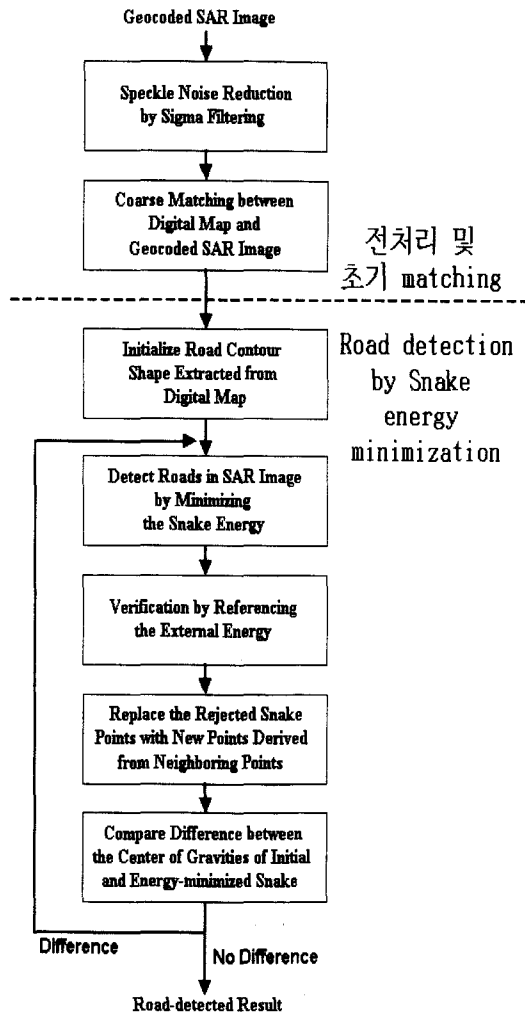 Geocoded SAR Image
Speckle Noise Reduction
by Sigma Filtering
Coarse Matching between
Digital Map and
Geocoded SAR Image
전처리 및
초기 matching
Initialize Road Contour
Shape Extracted from
Digital Map
Road detection
by Snake
energy
minimization
Detect Roads in SAR Image
by Minimizing
the Snake Energy
Verification by Referencing
the External Energy
Replace the Rejected Snake
Points with New Points Derived
from Neighboring Points
Compare Difference between
the Center of Gravities of Initial
and Energy-minimized Snake
Difference
No Difference
Road-detected Result